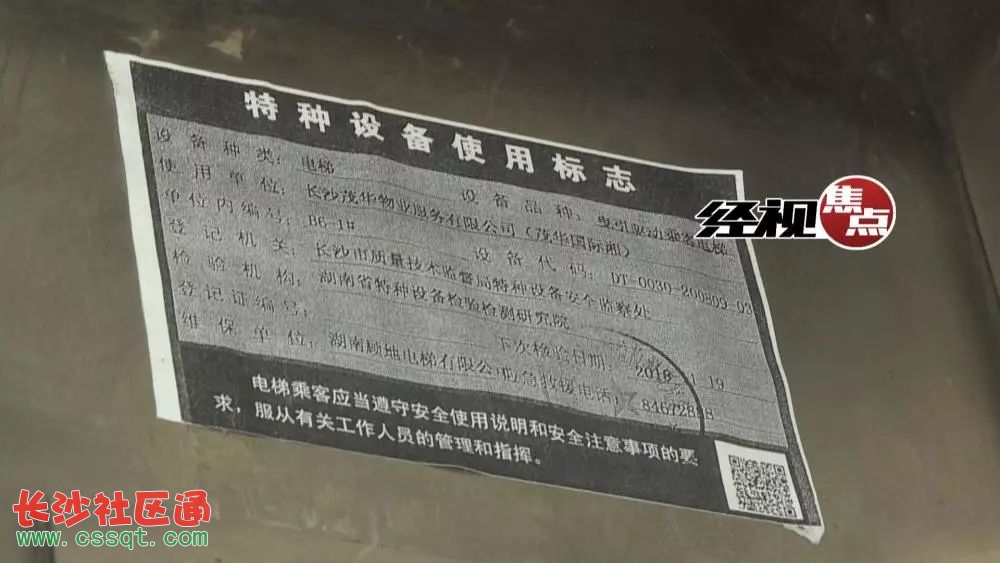 特种设备使用标志
设备种类：电梯 设备品种：曳引驱动乘客电梯
使用单位：长沙茂华物业服务有限公司（茂华国际湘）
单位内编号：B6-1# 设备代码：DT-0030-200809-03
登记机关：长沙市质量技术监督局特种设备安全监察处
检验机构：湖南省特种设备检验检测研究院
登记证编号： 下次检验日期：2018 1 19
维保单位：湖南顾地电梯有限公司应急救援电话：
电梯乘客应当遵守安全使用说明和安全注意事项的要
求，服从有关工作人员的管理和指挥。
经视焦点
长沙社区通
www.cssqt.com